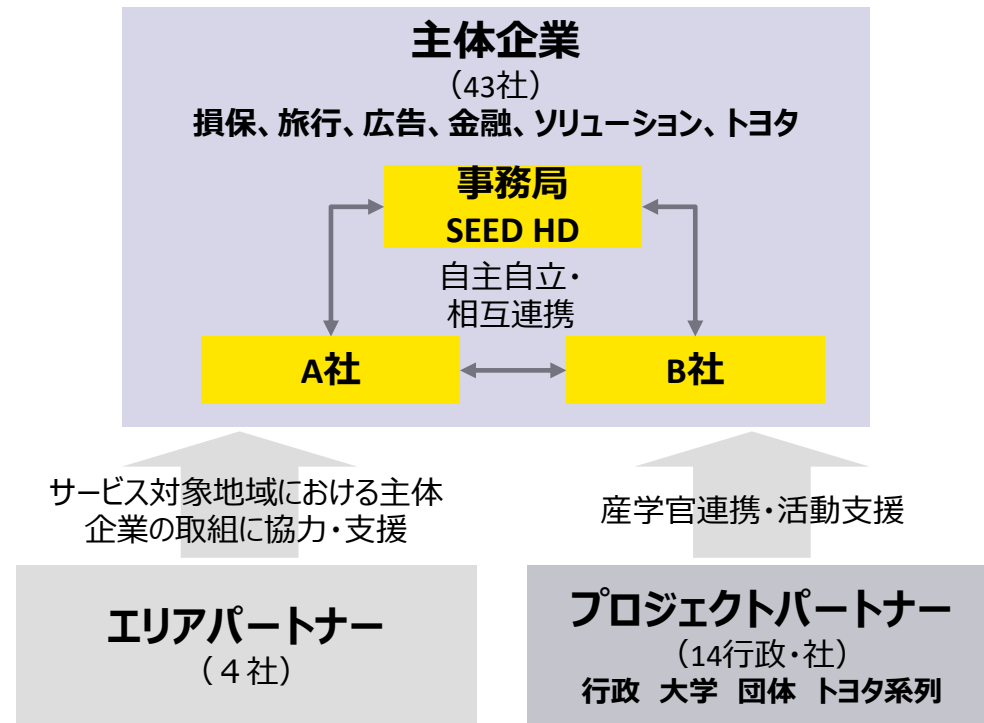 主体企業
（43社）
損保、旅行、広告、金融、ソリューション、トヨタ
事務局
SEED HD
自主自立・
相互連携
A社
B社
サービス対象地域における主体
企業の取組に協力・支援
産学官連携・活動支援
エリアパートナー
（４社）
プロジェクトパートナー
（14行政・社）
行政　大学　団体　トヨタ系列